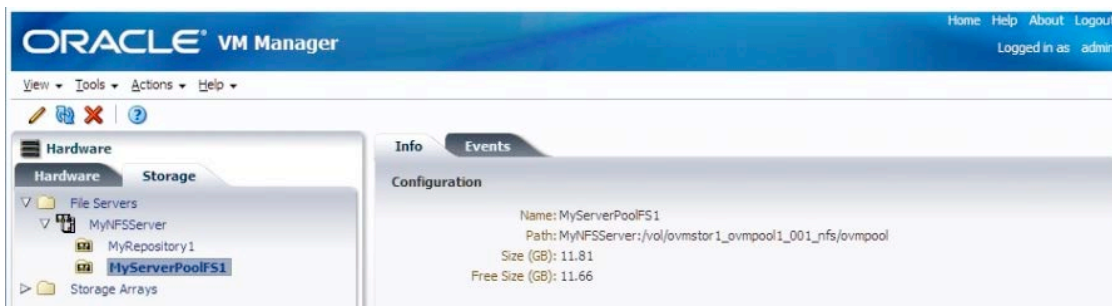 Home Help About Logout
ORACLE VM Manager
Logged in as admin
View Tools Actions Help
Hardware
Hardware Storage
Info Events
Configuration
File Servers
MyNFSServer
MyRepository1
MyServerPoolFS1
Storage Arrays
Name: MyServerPoolFS1
Path: MyNFSServer:/vol/ovmstor1_ovmpool1_001_nfs/ovmpool
Size (GB): 11.81
Free Size (GB): 11.66